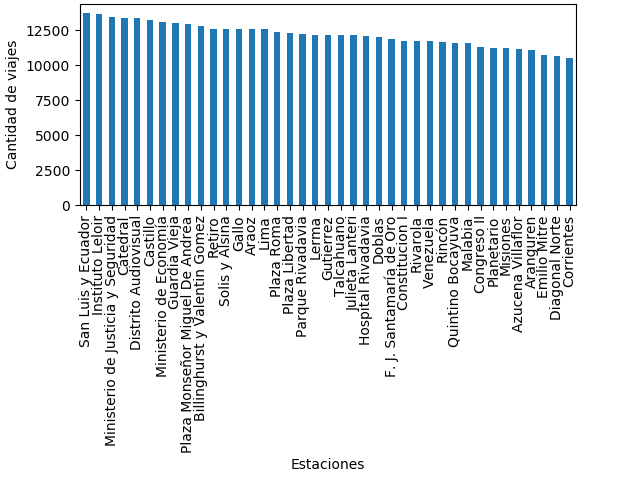 Cantidad de viajes
12500
10000
7500
5000
2500
0
San Luis y Ecuador
Instituto Leloir
Ministerio de Justicia y Seguridad
Catedral
Distrito Audiovisual
Castillo
Ministerio de Economia
Guardia Vieja
Plaza Monseñor Miguel De Andrea
Billinghurst y Valentin Gomez
Retiro
Solis y Alsina
Gallo
Araoz
Lima
Plaza Roma
Plaza Libertad
Parque Rivadavia
Lerma
Gutierrez
Talcahuano
Julieta Lanteri
Hospital Rivadavia
Doblas
F. J. Santamaría de Oro
Constitucion I
Rivarola
Venezuela
Rincón
Quintino Bocayuva
Malabia
Congreso II
Planetario
Misiones
Azucena Villaflor
Aranguren
Emilio Mitre
Diagonal Norte
Corrientes
Estaciones